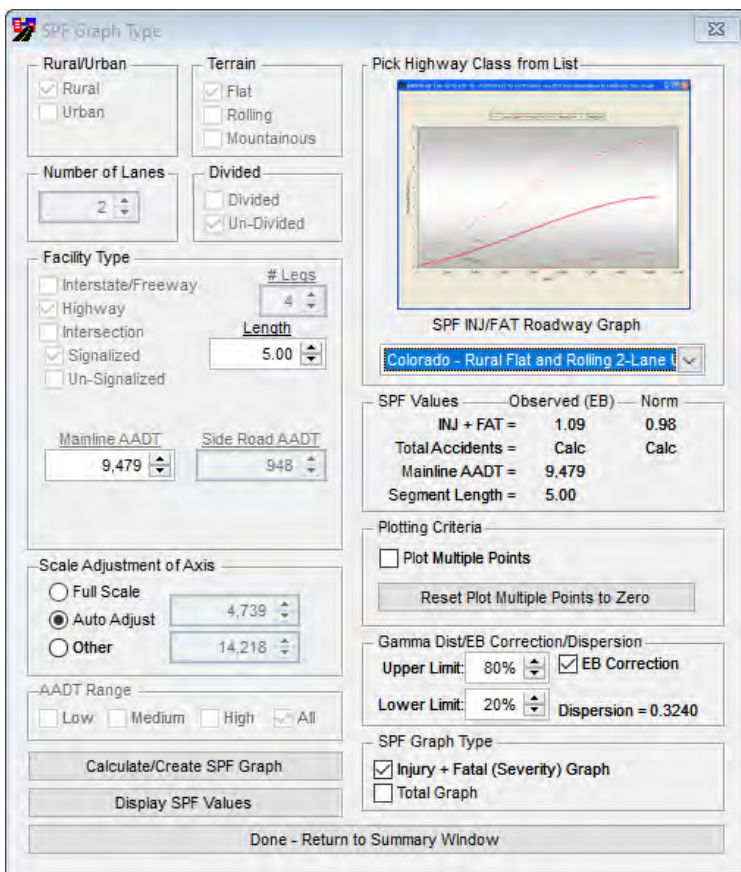 SPF Graph Type
Rural/Urban
Rural
Urban
Terrain
Flat
Rolling
Mountainous
Number of Lanes
2
Divided
Divided
Un-Divided
Facility Type
Interstate/Freeway
Highway
Intersection
Signalized
Un-Signalized
# Legs
4
Length
5.00
Mainline AADT
9,479
Side Road AADT
948
Scale Adjustment of Axis
Full Scale
Auto Adjust
Other
4,739
14,218
AADT Range
Low Medium High All
Calculate/Create SPF Graph
Display SPF Values
Pick Highway Class from List
SPF INJ/FAT Roadway Graph
Colorado - Rural Flat and Rolling 2-Lane
SPF Values Observed (EB) Norm
INJ + FAT = 1.09 0.98
Total Accidents = Calc Calc
Mainline AADT = 9,479
Segment Length = 5.00
Plotting Criteria
Plot Multiple Points
Reset Plot Multiple Points to Zero
Gamma Dist/EB Correction/Dispersion
Upper Limit: 80% EB Correction
Lower Limit: 20% Dispersion = 0.3240
SPF Graph Type
Injury + Fatal (Severity) Graph
Total Graph
Done - Return to Summary Window